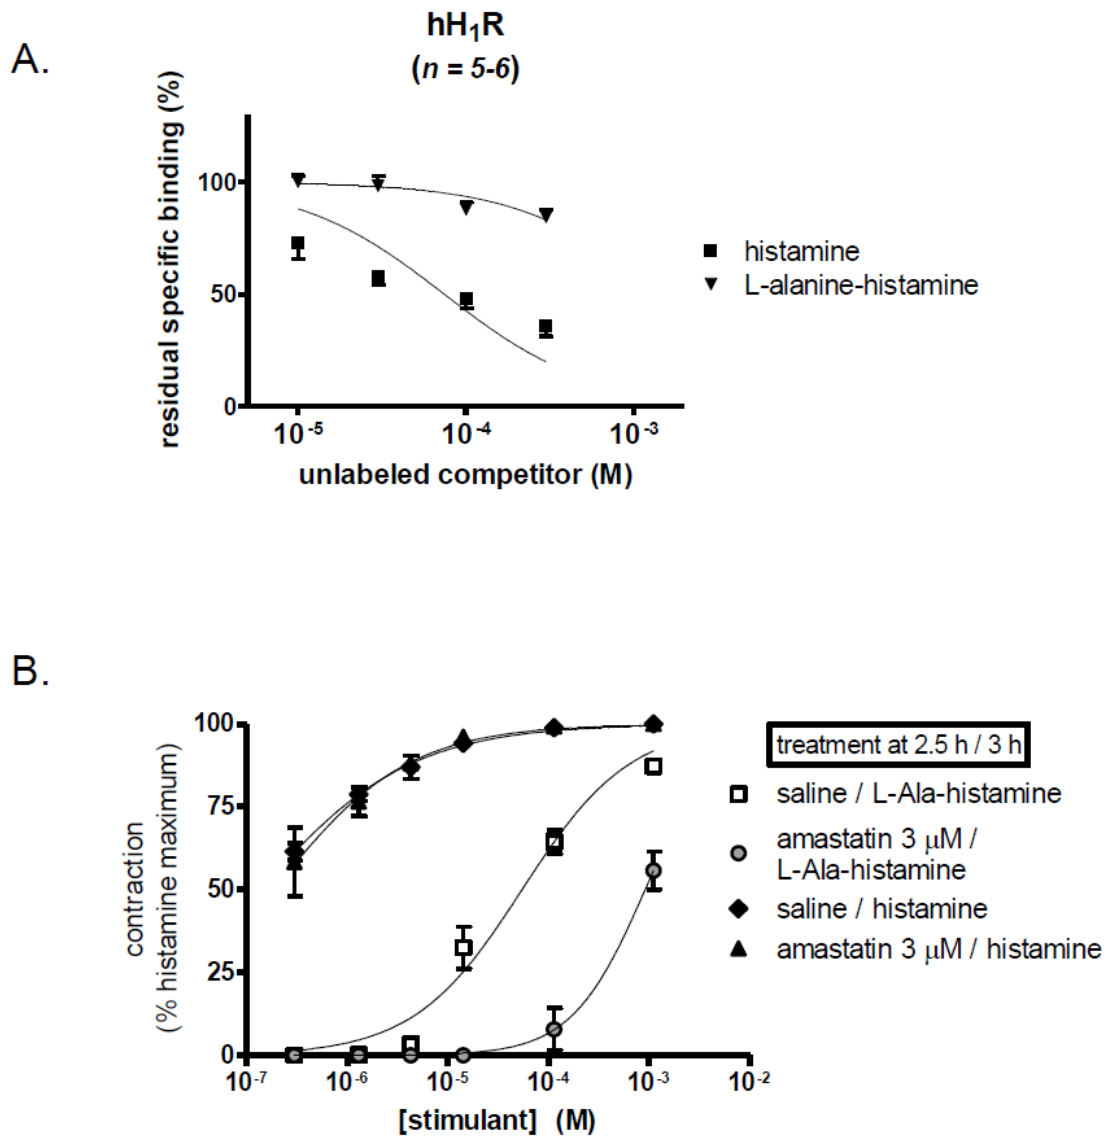 A.
hH₁R
(n = 5-6)
residual specific binding (%)
100
50
0
10⁻⁵
10⁻⁴
10⁻³
unlabeled competitor (M)
histamine
L-alanine-histamine
B.
contraction
(% histamine maximum)
100
75
50
25
0
10⁻⁷
10⁻⁶
10⁻⁵
10⁻⁴
10⁻³
10⁻²
[stimulant] (M)
treatment at 2.5 h / 3 h
saline / L-Ala-histamine
amastatin 3 μM /
L-Ala-histamine
saline / histamine
amastatin 3 μM / histamine